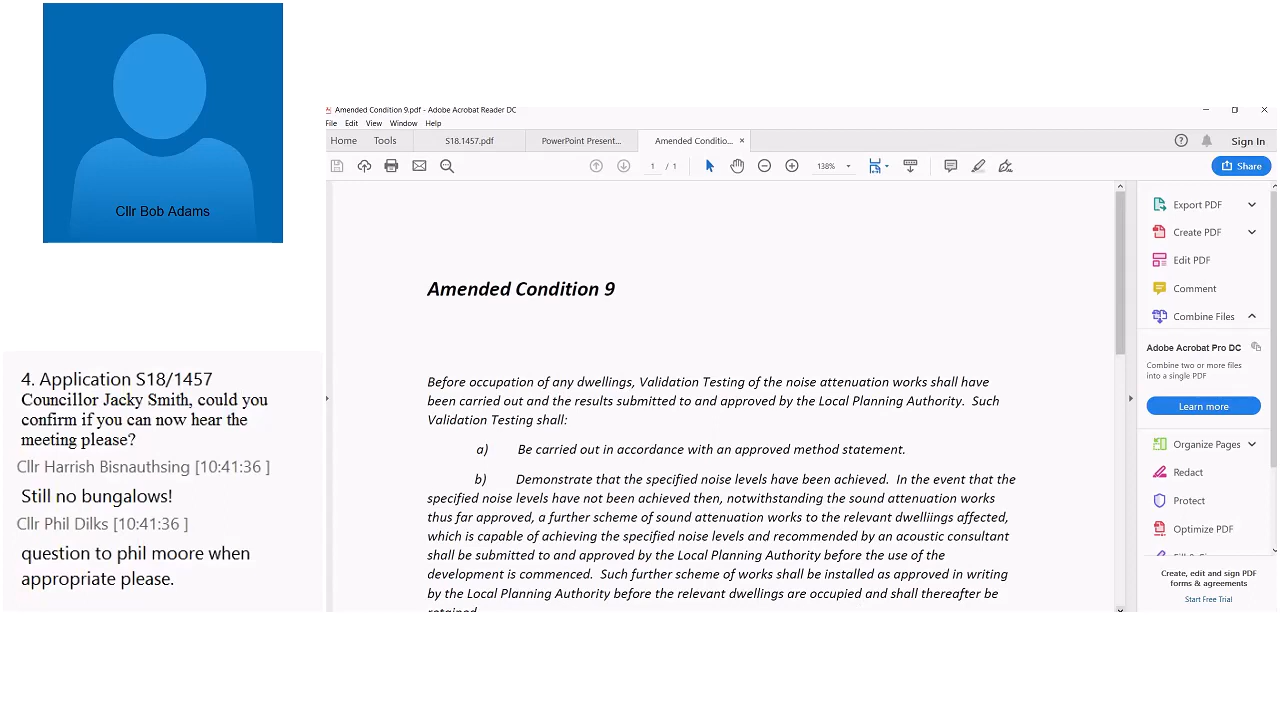 Cllr Bob Adams
4. Application S18/1457
Councillor Jacky Smith, could you
confirm if you can now hear the
meeting please?
Cllr Harrish Bisnauthsing [10:41:36 ]
Still no bungalows!
Cllr Phil Dilks [10:41:36 ]
question to phil moore when
appropriate please.
Amended Condition 9.pdf - Adobe Acrobat Reader DC
File Edit View Window Help
Home Tools S18.1457.pdf PowerPoint Present... Amended Conditio... × Sign In
1 / 1 138% Share
Amended Condition 9
Before occupation of any dwellings, Validation Testing of the noise attenuation works shall have
been carried out and the results submitted to and approved by the Local Planning Authority. Such
Validation Testing shall:
a) Be carried out in accordance with an approved method statement.
b) Demonstrate that the specified noise levels have been achieved. In the event that the
specified noise levels have not been achieved then, notwithstanding the sound attenuation works
thus far approved, a further scheme of sound attenuation works to the relevant dwelliings affected,
which is capable of achieving the specified noise levels and recommended by an acoustic consultant
shall be submitted to and approved by the Local Planning Authority before the use of the
development is commenced. Such further scheme of works shall be installed as approved in writing
by the Local Planning Authority before the relevant dwellings are occupied and shall thereafter be
retained.
Export PDF
Create PDF
Edit PDF
Comment
Combine Files
Adobe Acrobat Pro DC
Combine two or more files
into a single PDF
Learn more
Organize Pages
Redact
Protect
Optimize PDF
Create, edit and sign PDF
forms & agreements
Start Free Trial